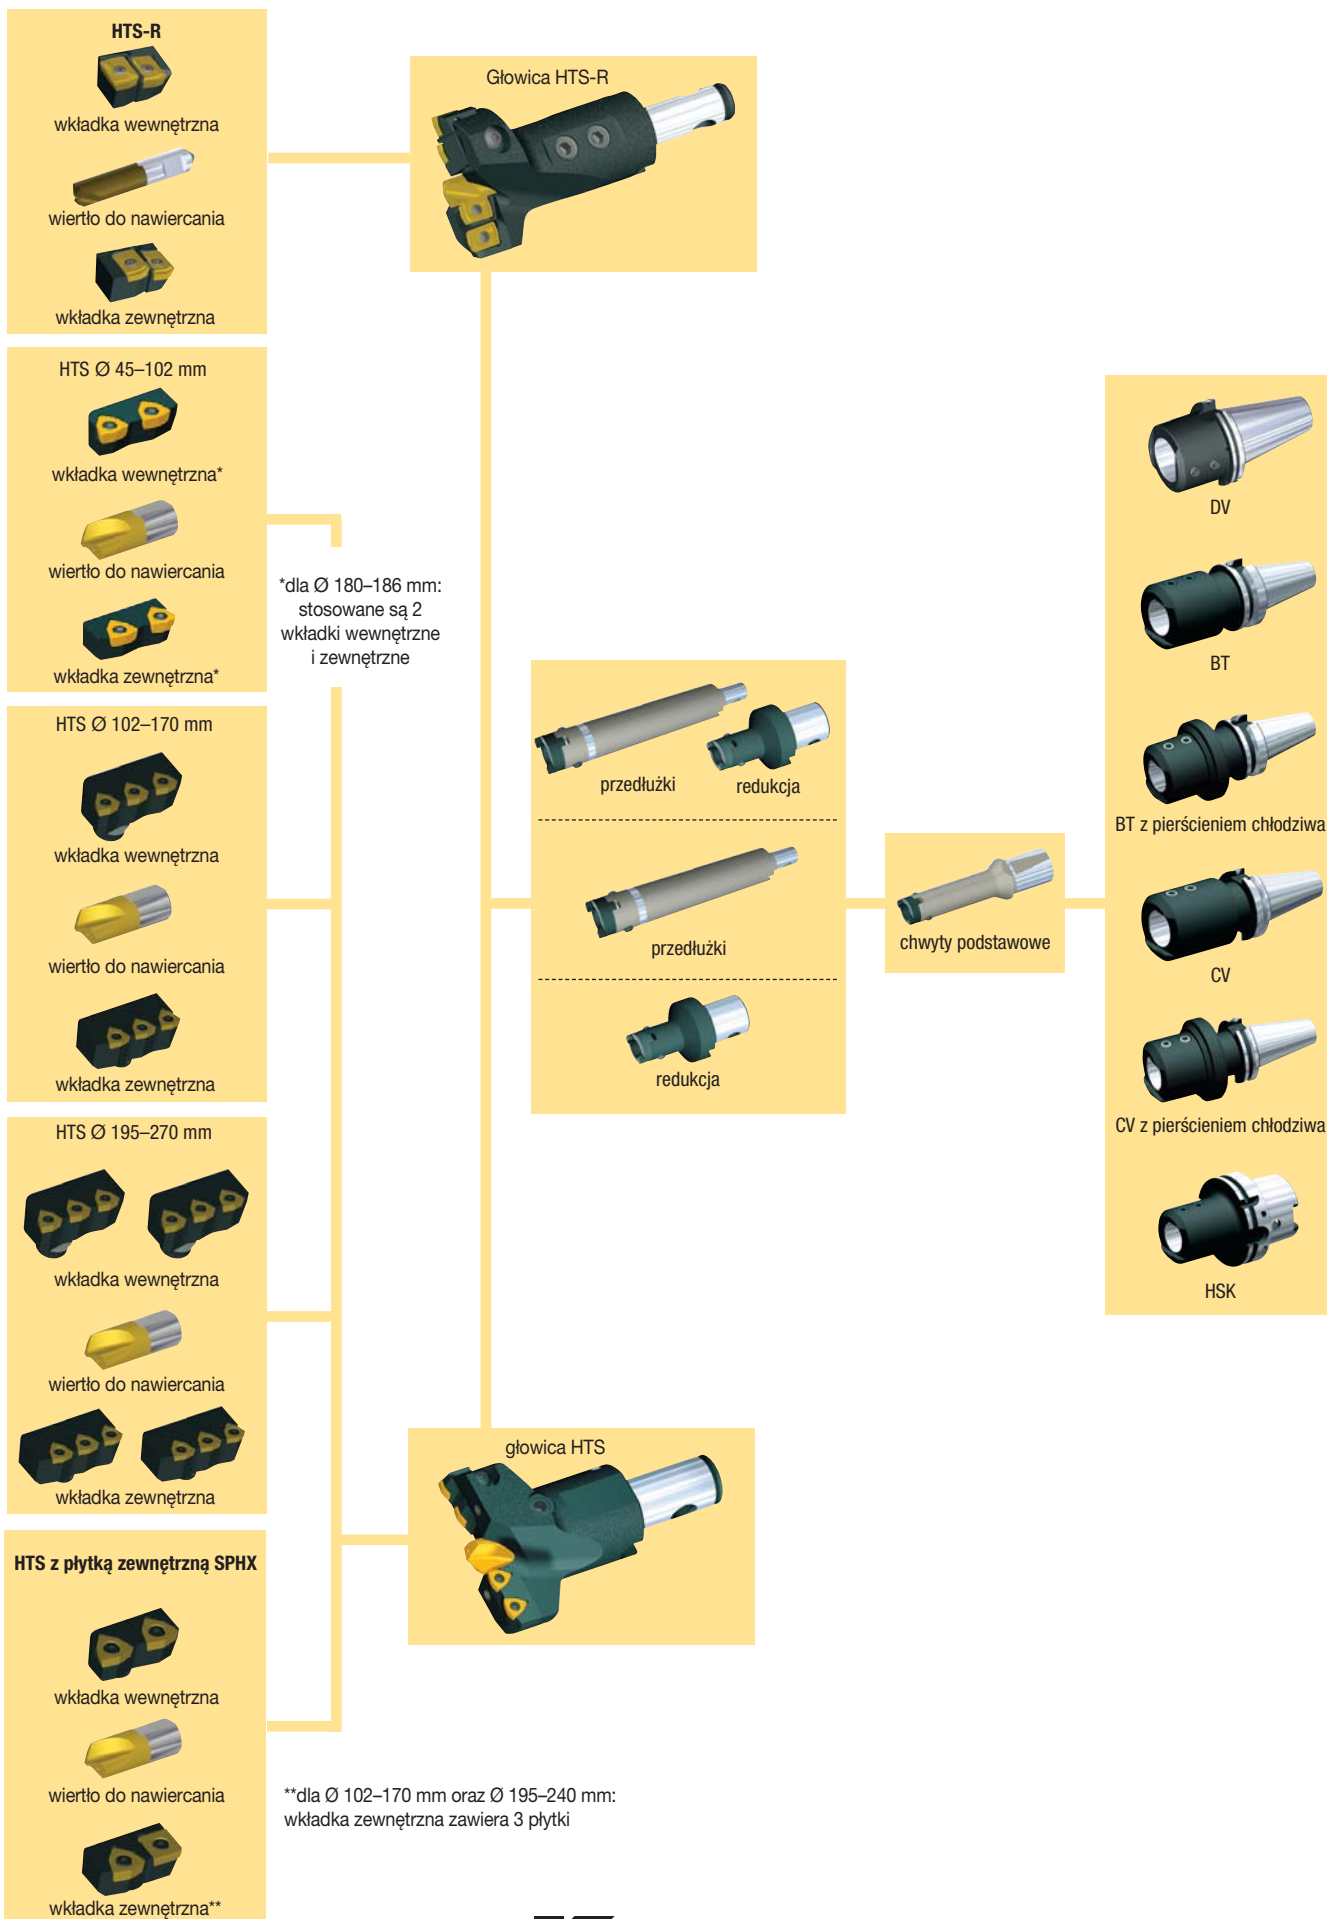 HTS-R
wkładka wewnętrzna
wiertło do nawiercania
wkładka zewnętrzna
Głowica HTS-R
HTS Ø 45–102 mm
wkładka wewnętrzna*
wiertło do nawiercania
wkładka zewnętrzna*
*dla Ø 180–186 mm:
stosowane są 2
wkładki wewnętrzne
i zewnętrzne
HTS Ø 102–170 mm
wkładka wewnętrzna
wiertło do nawiercania
wkładka zewnętrzna
HTS Ø 195–270 mm
wkładka wewnętrzna
wiertło do nawiercania
wkładka zewnętrzna
HTS z płytką zewnętrzną SPHX
wkładka wewnętrzna
wiertło do nawiercania
wkładka zewnętrzna**
**dla Ø 102–170 mm oraz Ø 195–240 mm:
wkładka zewnętrzna zawiera 3 płytki
głowica HTS
przedłużki
redukcja
przedłużki
redukcja
chwyty podstawowe
DV
BT
BT z pierścieniem chłodziwa
CV
CV z pierścieniem chłodziwa
HSK